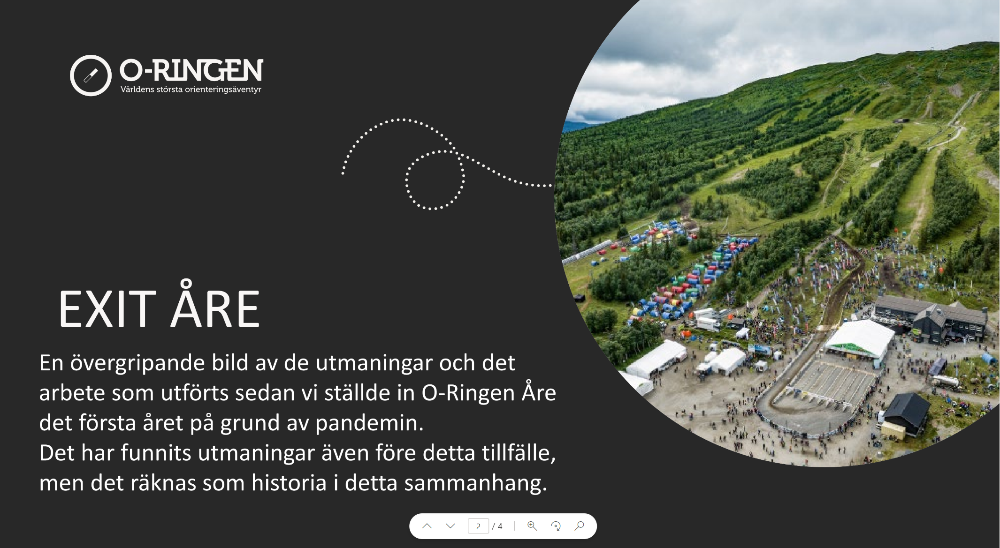 O-RINGEN
Världens största orienteringsäventyr
EXIT ÅRE
En övergripande bild av de utmaningar och det
arbete som utförts sedan vi ställde in O-Ringen Åre
det första året på grund av pandemin.
Det har funnits utmaningar även före detta tillfälle,
men det räknas som historia i detta sammanhang.
2 / 4